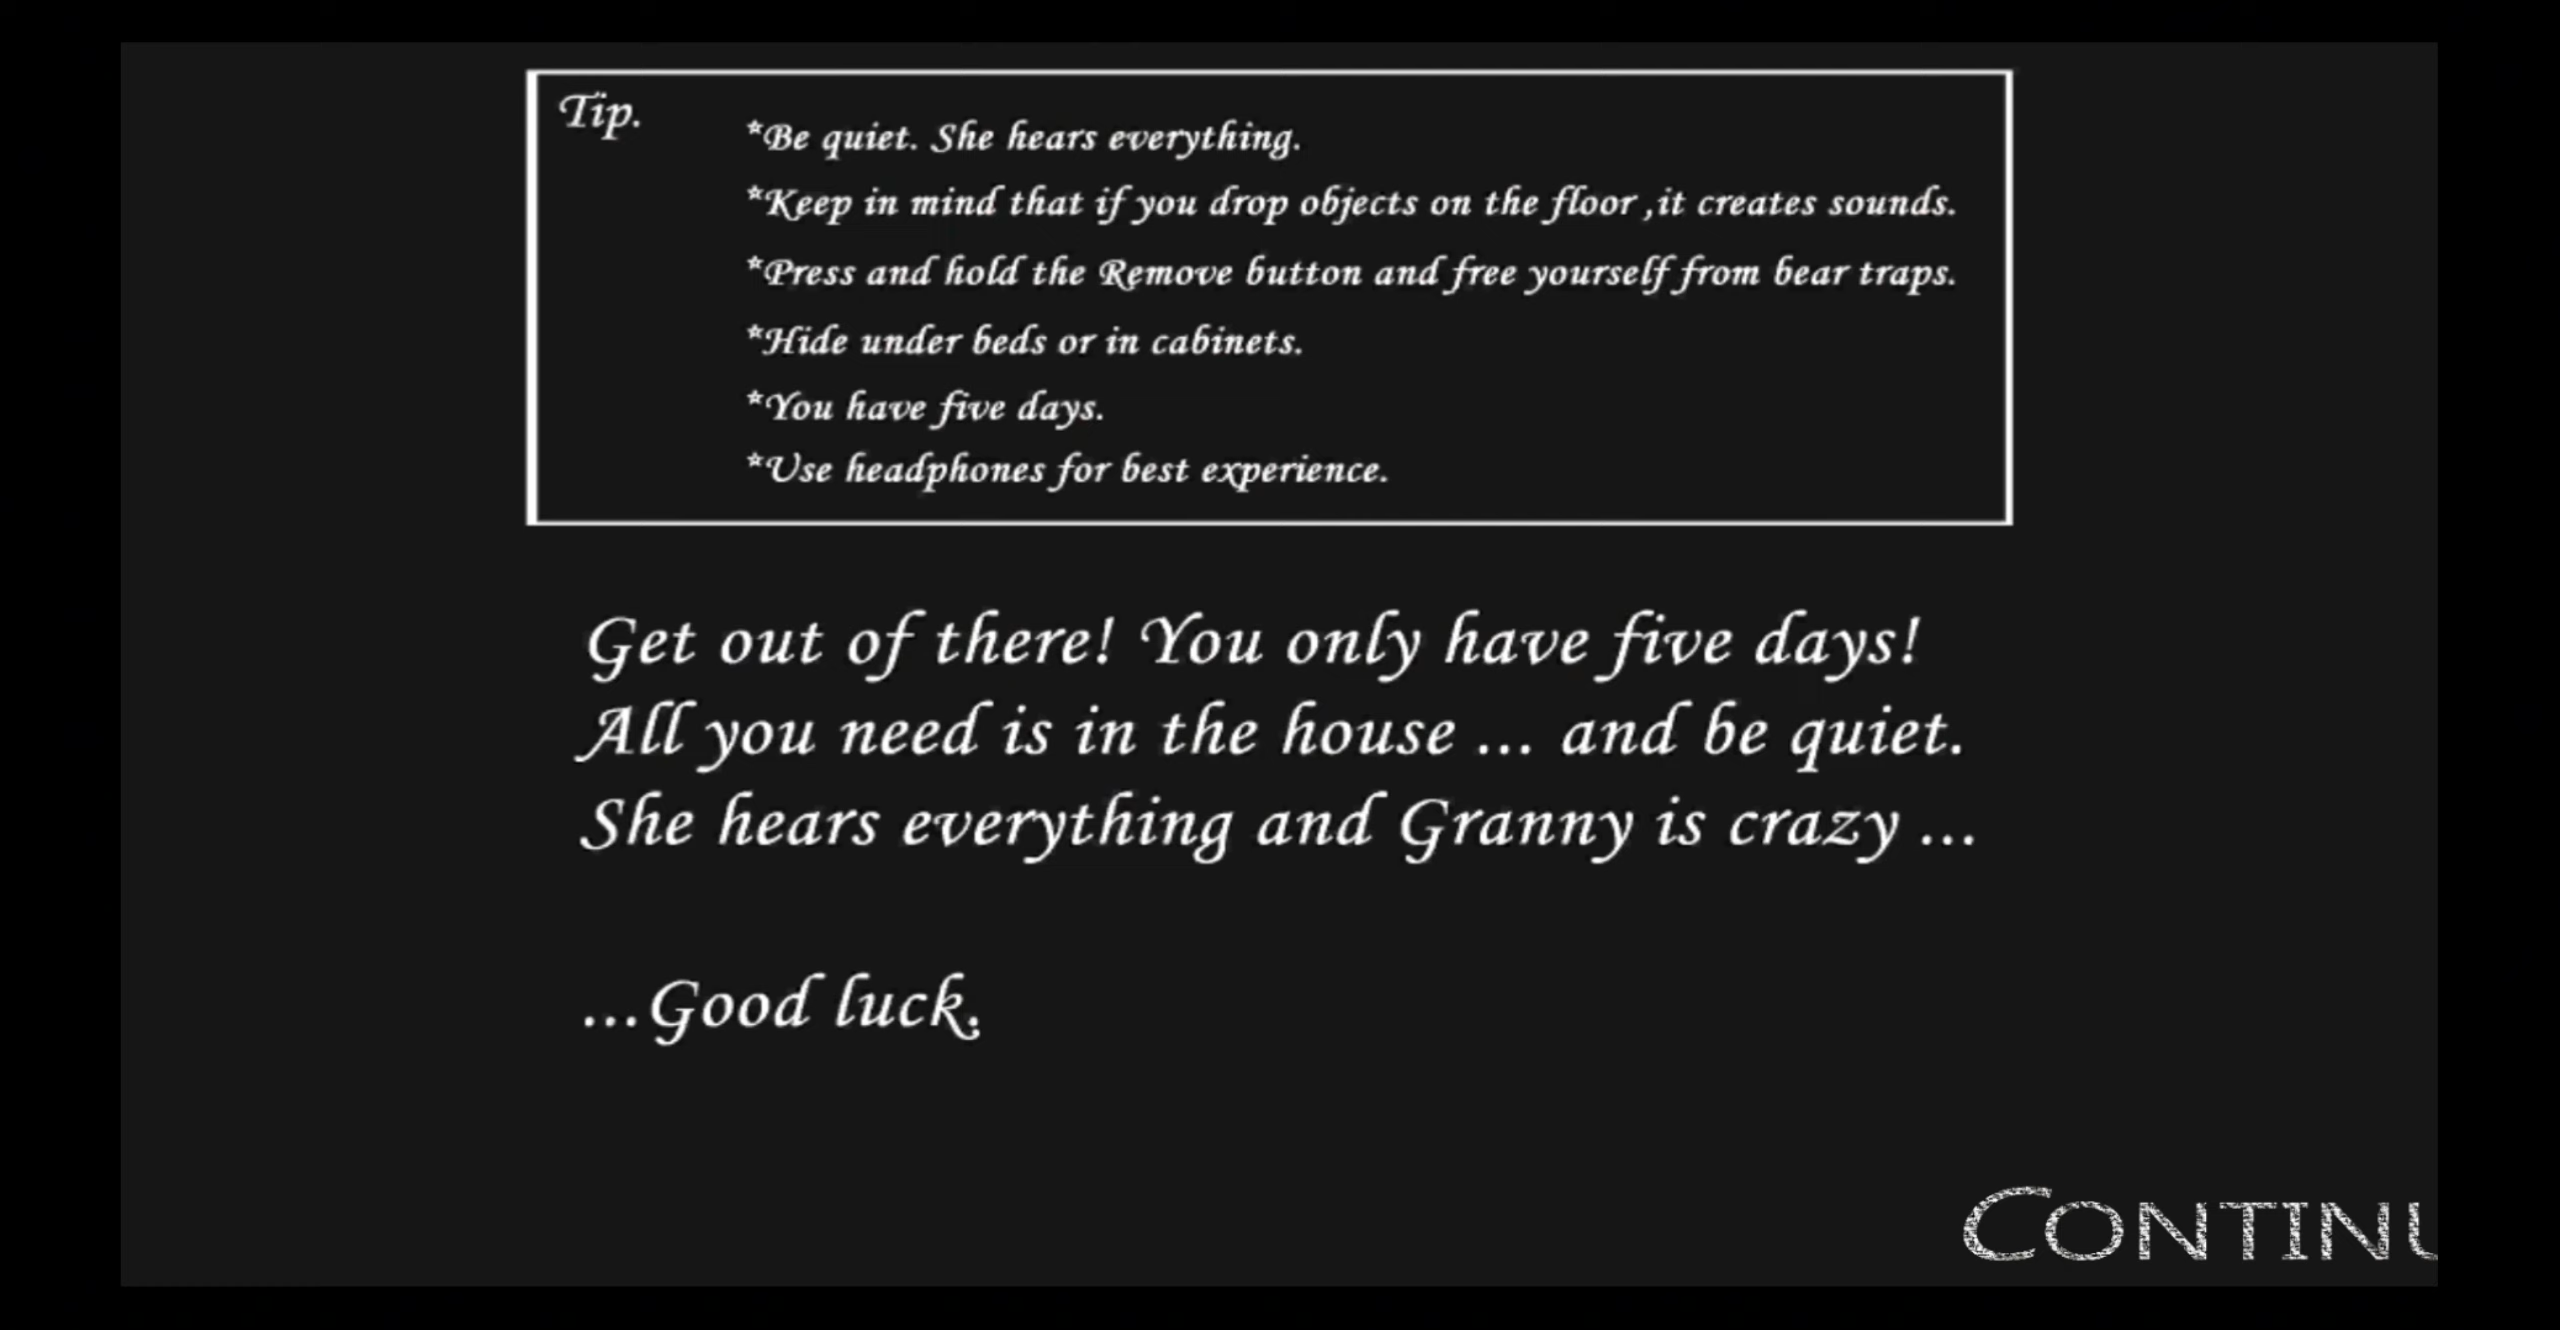 Tip.
*Be quiet. She hears everything.
*Keep in mind that if you drop objects on the floor ,it creates sounds.
*Press and hold the Remove button and free yourself from bear traps.
*Hide under beds or in cabinets.
*You have five days.
*Use headphones for best experience.
Get out of there! You only have five days!
All you need is in the house ... and be quiet.
She hears everything and Granny is crazy ...
...Good luck.
CONTINU